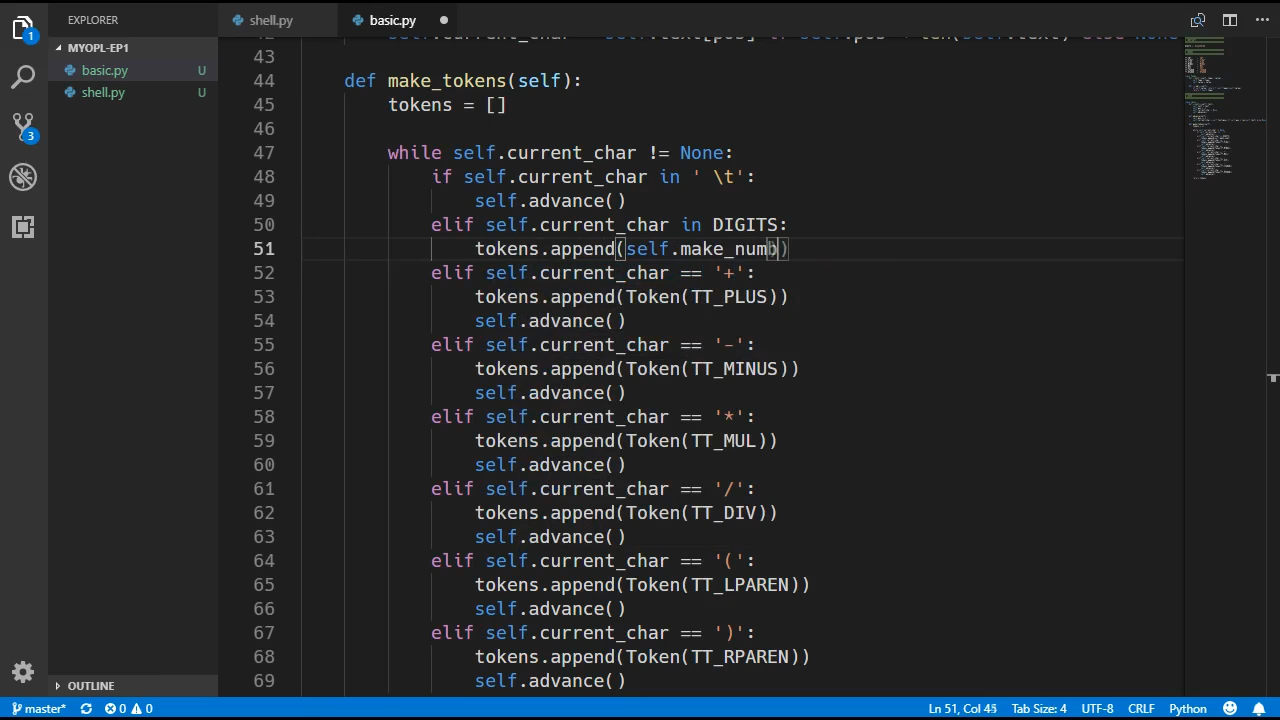 EXPLORER
shell.py
basic.py
MYOPL-EP1
basic.py U
shell.py U
OUTLINE
43
44 def make_tokens(self):
45 tokens = []
46
47 while self.current_char != None:
48 if self.current_char in ' \t':
49 self.advance()
50 elif self.current_char in DIGITS:
51 tokens.append(self.make_numb)
52 elif self.current_char == '+':
53 tokens.append(Token(TT_PLUS))
54 self.advance()
55 elif self.current_char == '-':
56 tokens.append(Token(TT_MINUS))
57 self.advance()
58 elif self.current_char == '*':
59 tokens.append(Token(TT_MUL))
60 self.advance()
61 elif self.current_char == '/':
62 tokens.append(Token(TT_DIV))
63 self.advance()
64 elif self.current_char == '(':
65 tokens.append(Token(TT_LPAREN))
66 self.advance()
67 elif self.current_char == ')':
68 tokens.append(Token(TT_RPAREN))
69 self.advance()
1
3
master* 0 0 Ln 51, Col 45 Tab Size: 4 UTF-8 CRLF Python